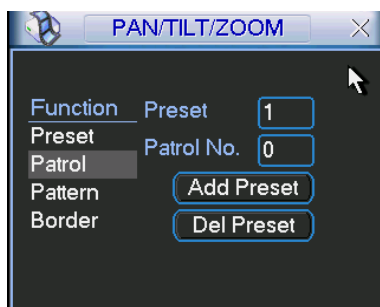 PAN/TILT/ZOOM
Function
Preset
Patrol
Pattern
Border
Preset 1
Patrol No. 0
Add Preset
Del Preset